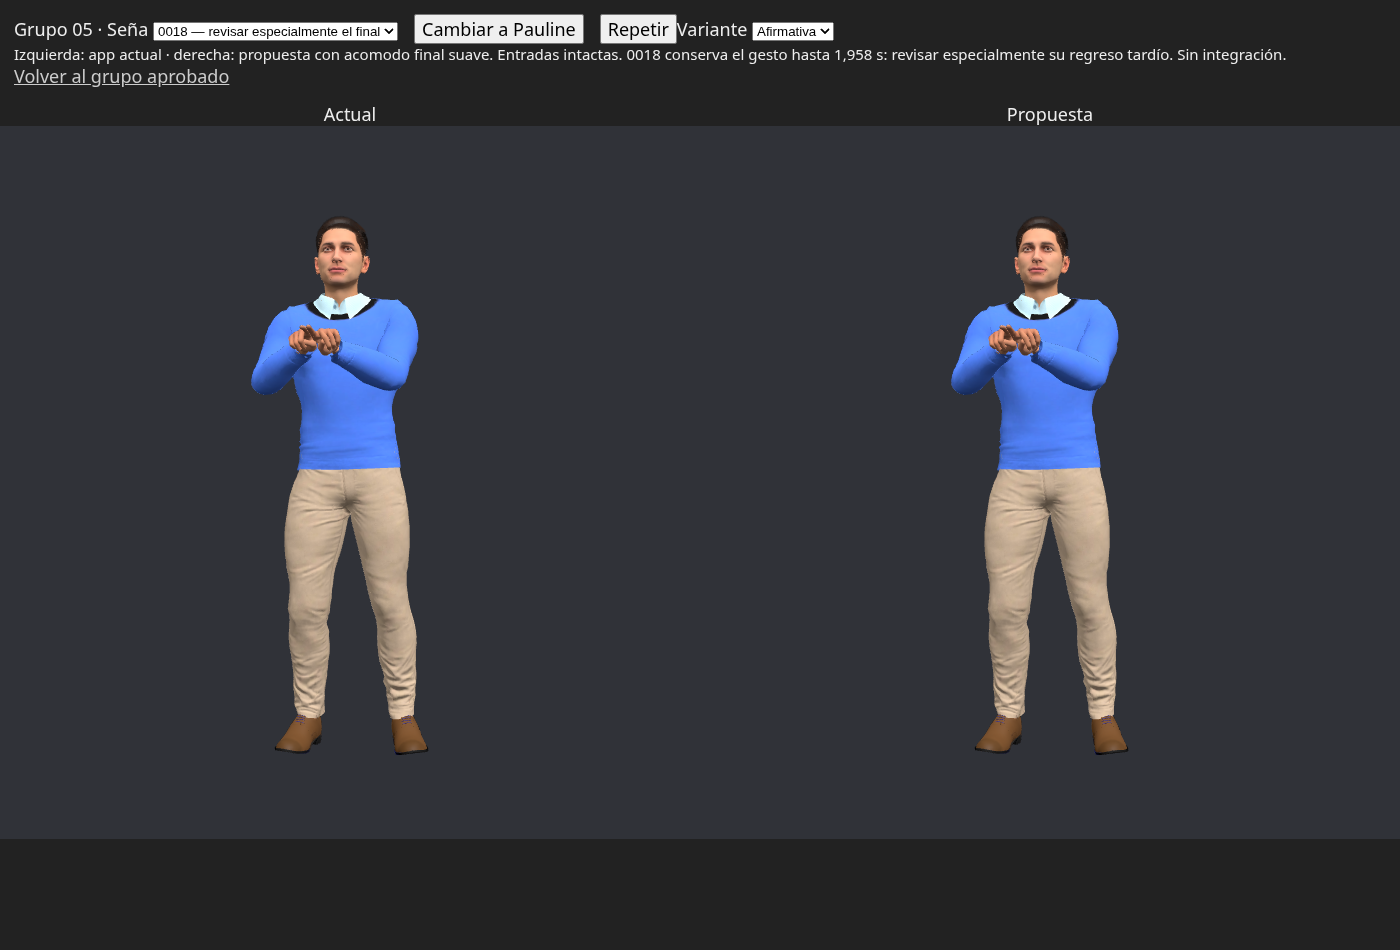 Grupo 05 · Seña 0018 — revisar especialmente el final Cambiar a Pauline Repetir Variante Afirmativa
Izquierda: app actual · derecha: propuesta con acomodo final suave. Entradas intactas. 0018 conserva el gesto hasta 1,958 s: revisar especialmente su regreso tardío. Sin integración.
Volver al grupo aprobado
Actual Propuesta